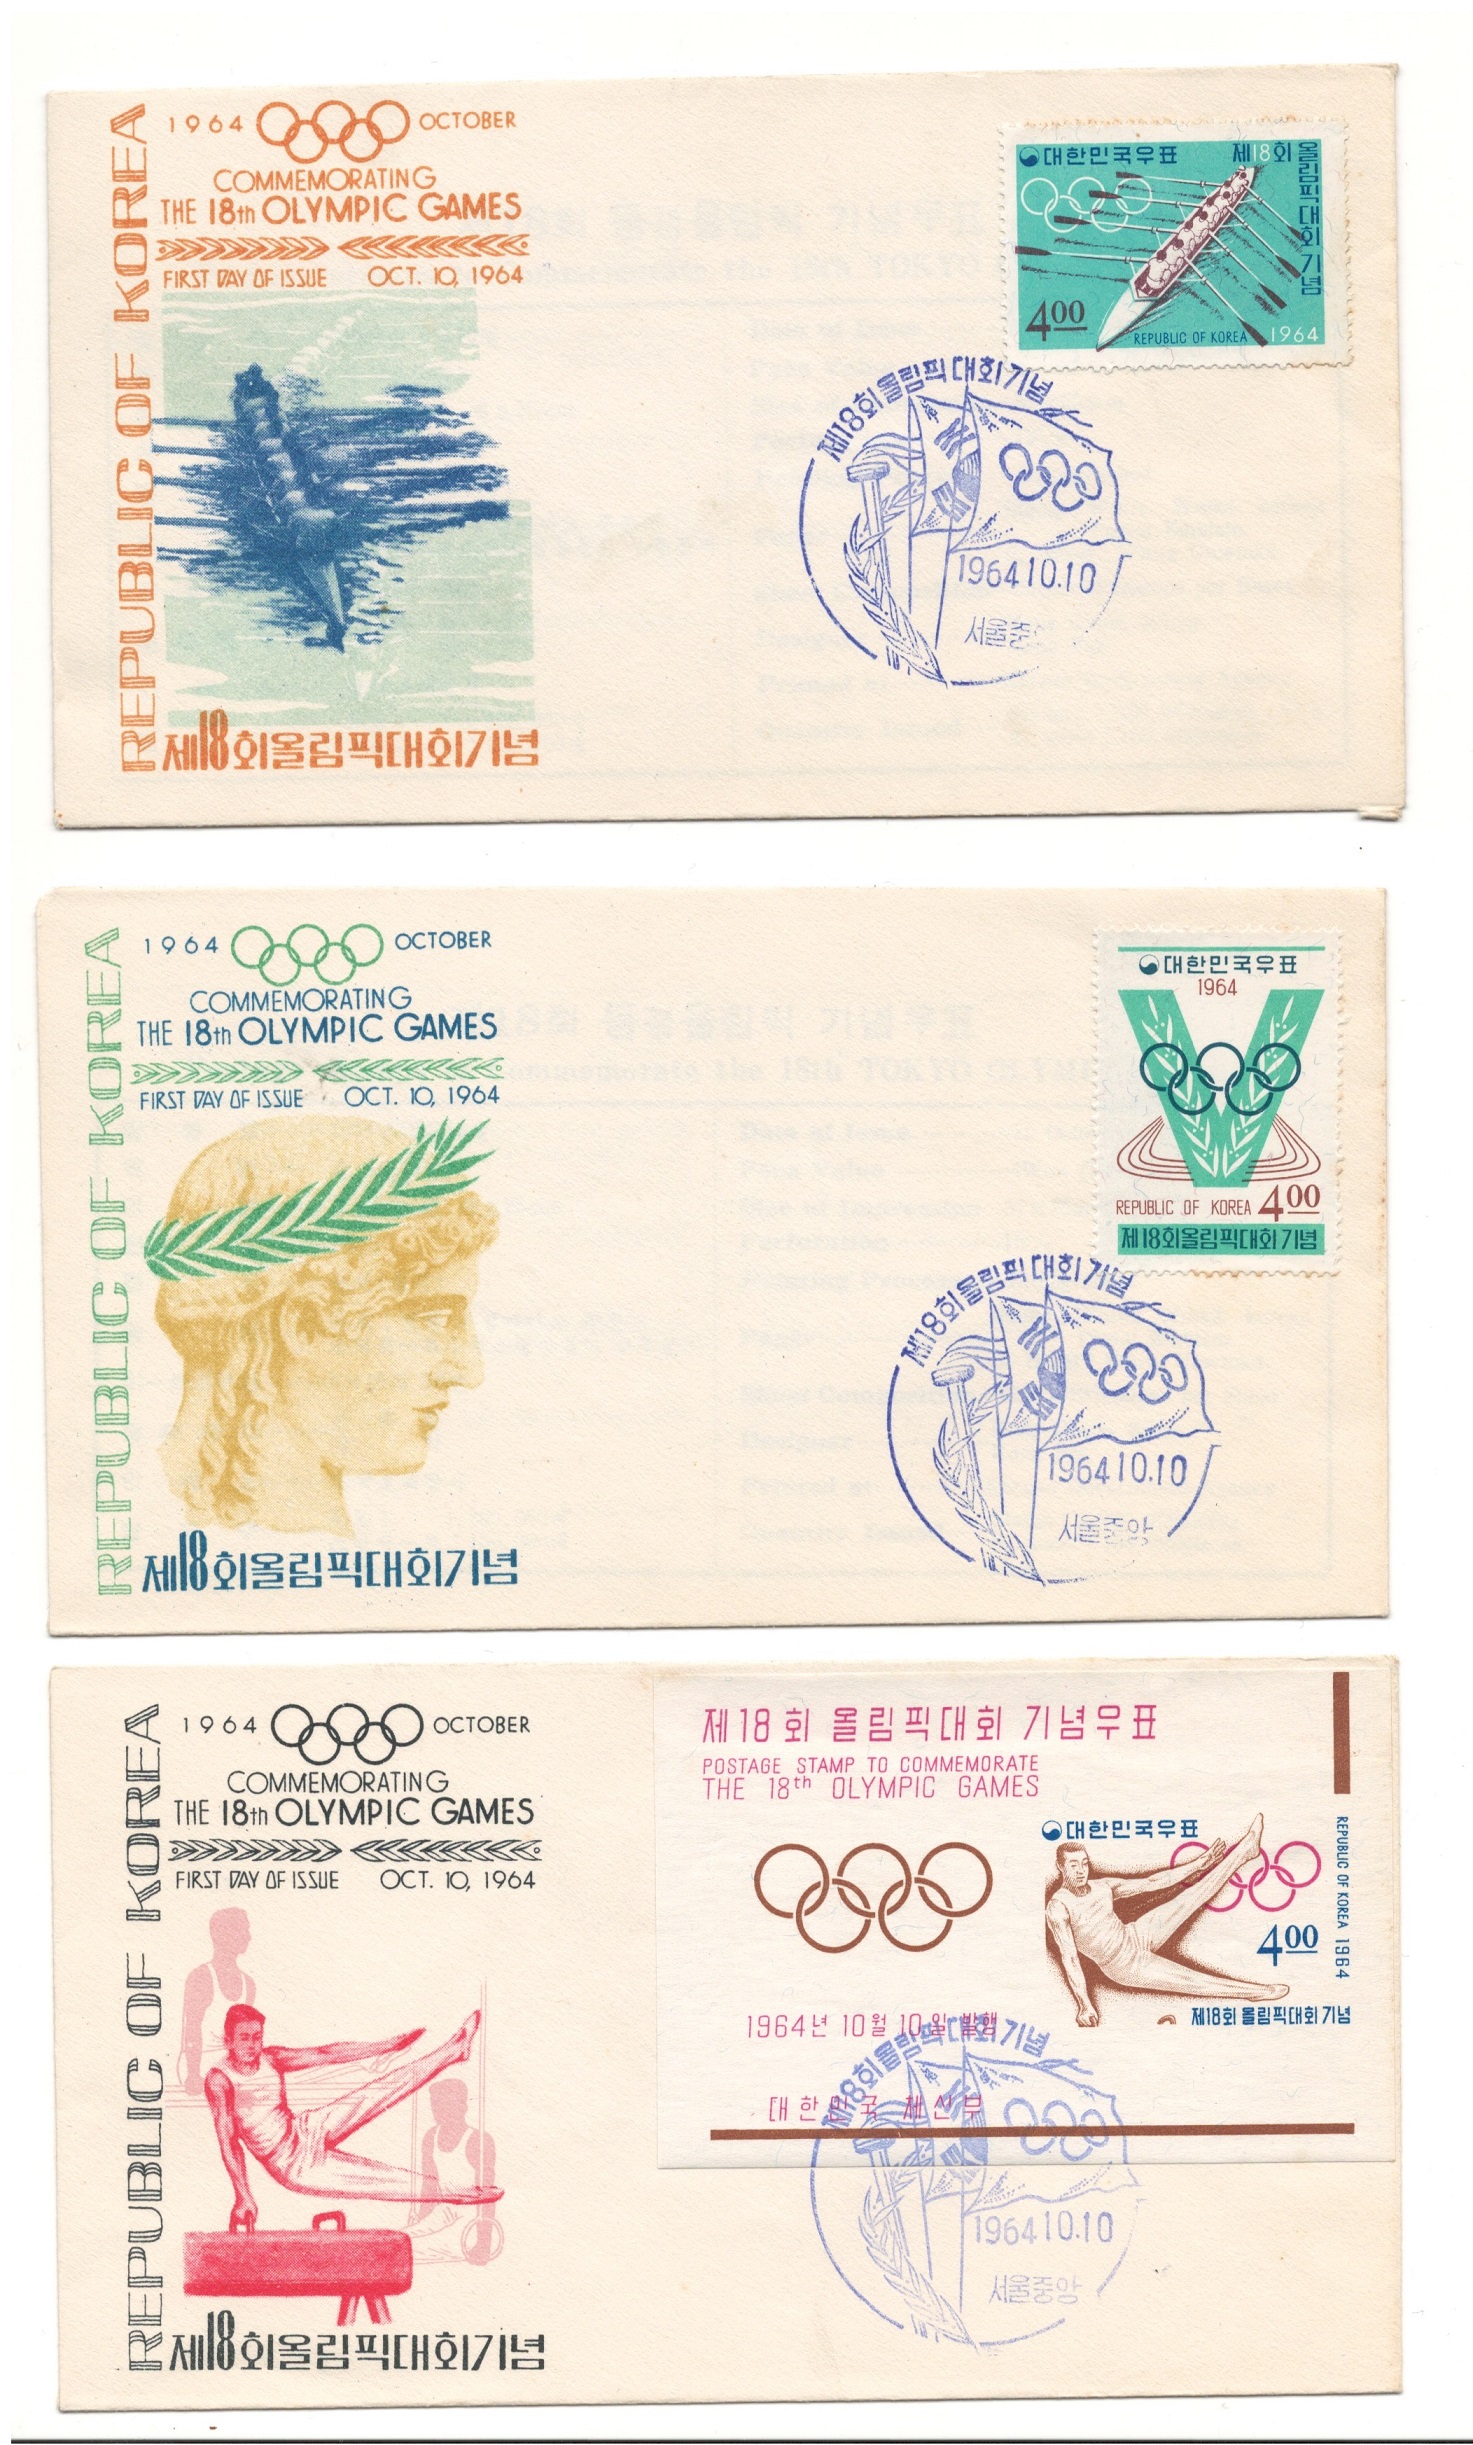 REPUBLIC OF KOREA
1964 OCTOBER
COMMEMORATING
THE 18th OLYMPIC GAMES
FIRST DAY OF ISSUE OCT. 10, 1964
제18회올림픽대회기념
대한민국우표
제18회
올림픽대회기념
4.00
REPUBLIC OF KOREA 1964
제18회올림픽대회기념
1964 10.10
REPUBLIC OF KOREA
1964 OCTOBER
COMMEMORATING
THE 18th OLYMPIC GAMES
FIRST DAY OF ISSUE OCT. 10, 1964
제18회올림픽대회기념
대한민국우표
1964
REPUBLIC OF KOREA 400
제18회올림픽대회기념
제18회올림픽대회기념
1964 10.10
서울중앙
REPUBLIC OF KOREA
1964 OCTOBER
COMMEMORATING
THE 18th OLYMPIC GAMES
FIRST DAY OF ISSUE OCT. 10, 1964
제18회올림픽대회기념
제18회 올림픽대회 기념우표
POSTAGE STAMP TO COMMEMORATE
THE 18th OLYMPIC GAMES
대한민국우표
REPUBLIC OF KOREA 1964
400
제18회 올림픽대회기념
1964년 10월 10일 발행
대한민국 체신부
제18회올림픽대회기념
1964 10.10
서울중앙